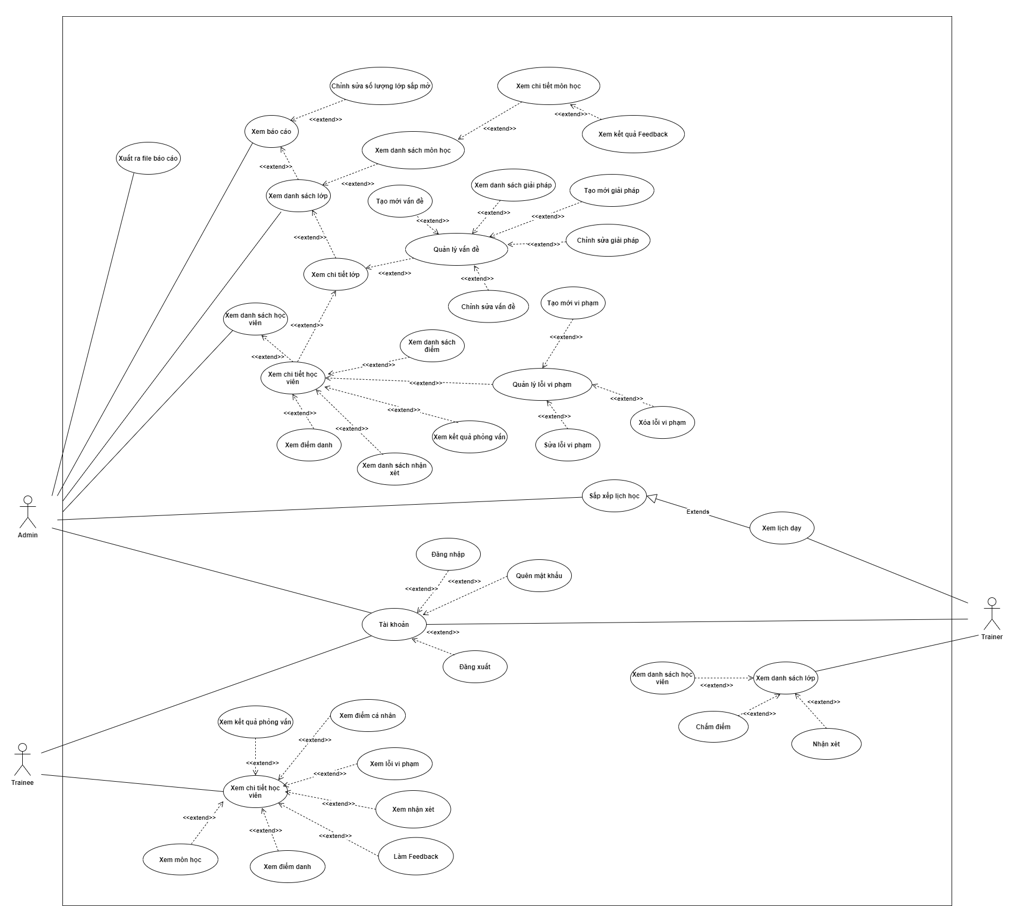 Chỉnh sửa số lượng lớp sắp mở
Xem chi tiết môn học
<<extend>>
<<extend>>
Xem báo cáo
Xem kết quả Feedback
<<extend>>
Xem danh sách môn học
Xuất ra file báo cáo
<<extend>>
<<extend>>
Xem danh sách giải pháp
Tạo mới giải pháp
Xem danh sách lớp
Tạo mới vấn đề
<<extend>>
<<extend>>
<<extend>>
<<extend>>
Chỉnh sửa giải pháp
<<extend>>
Quản lý vấn đề
Xem chi tiết lớp
<<extend>>
<<extend>>
Chỉnh sửa vấn đề
Tạo mới vi phạm
Xem danh sách học
viên
<<extend>>
<<extend>>
Xem danh sách
điểm
<<extend>>
<<extend>>
Xem chi tiết học
viên
<<extend>>
Quản lý lỗi vi phạm
<<extend>>
<<extend>>
<<extend>>
Xóa lỗi vi phạm
<<extend>>
<<extend>>
Xem điểm danh
Xem kết quả phỏng vấn
Sửa lỗi vi phạm
Xem danh sách nhận
xét
Sắp xếp lịch học
Extends
Xem lịch dạy
Admin
Đăng nhập
<<extend>>
<<extend>>
Quên mật khẩu
Tài khoản
<<extend>>
Trainer
Đăng xuất
Xem danh sách học
viên
<<extend>>
Xem danh sách lớp
<<extend>>
<<extend>>
Chấm điểm
Nhận xét
Xem kết quả phỏng vấn
Xem điểm cá nhân
<<extend>>
<<extend>>
Xem lỗi vi phạm
<<extend>>
Trainee
Xem chi tiết học
viên
<<extend>>
Xem nhận xét
<<extend>>
<<extend>>
<<extend>>
Làm Feedback
Xem môn học
Xem điểm danh